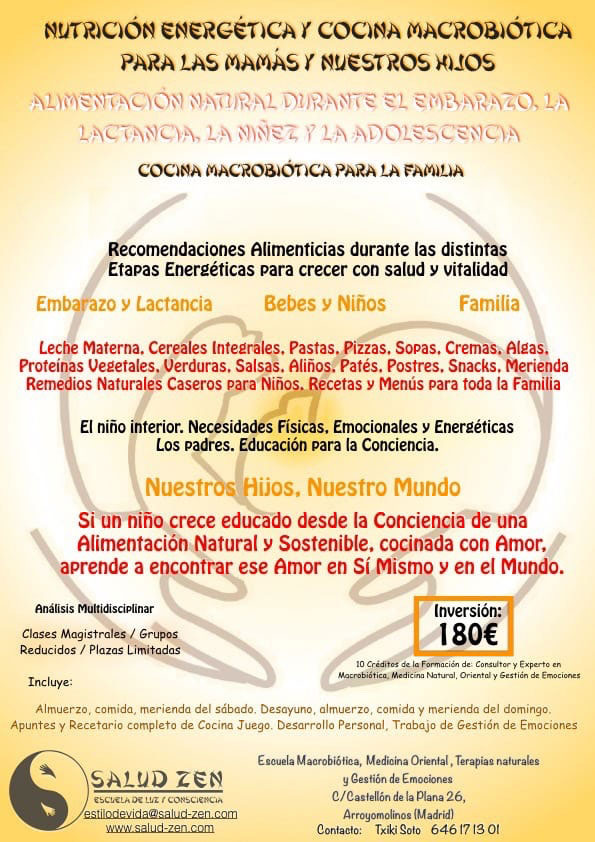 NUTRICIÓN ENERGÉTICA Y COCINA MACROBIÓTICA
PARA LAS MAMÁS Y NUESTROS HIJOS
ALIMENTACIÓN NATURAL DURANTE EL EMBARAZO, LA
LACTANCIA, LA NIÑEZ Y LA ADOLESCENCIA
COCINA MACROBIÓTICA PARA LA FAMILIA
Recomendaciones Alimenticias durante las distintas
Etapas Energéticas para crecer con salud y vitalidad
Embarazo y Lactancia Bebes y Niños Familia
Leche Materna, Cereales Integrales, Pastas, Pizzas, Sopas, Cremas, Algas,
Proteínas Vegetales, Verduras, Salsas, Aliños, Patés, Postres, Snacks, Merienda
Remedios Naturales Caseros para Niños. Recetas y Menús para toda la Familia
El niño interior. Necesidades Físicas, Emocionales y Energéticas
Los padres. Educación para la Conciencia.
Nuestros Hijos, Nuestro Mundo
Si un niño crece educado desde la Conciencia de una
Alimentación Natural y Sostenible, cocinada con Amor,
aprende a encontrar ese Amor en Sí Mismo y en el Mundo.
Análisis Multidisciplinar
Clases Magistrales / Grupos
Reducidos / Plazas Limitadas
Inversión:
180€
10 Créditos de la Formación de: Consultor y Experto en
Macrobiótica, Medicina Natural, Oriental y Gestión de Emociones
Incluye:
Almuerzo, comida, merienda del sábado. Desayuno, almuerzo, comida y merienda del domingo.
Apuntes y Recetario completo de Cocina Juego. Desarrollo Personal, Trabajo de Gestión de Emociones
SALUD ZEN
ESCUELA DE LUZ Y CONSCIENCIA
estilodevida@salud-zen.com
www.salud-zen.com
Escuela Macrobiótica, Medicina Oriental, Terapias naturales
y Gestión de Emociones
C/Castellón de la Plana 26,
Arroyomolinos (Madrid)
Contacto: Txiki Soto 646 17 13 01